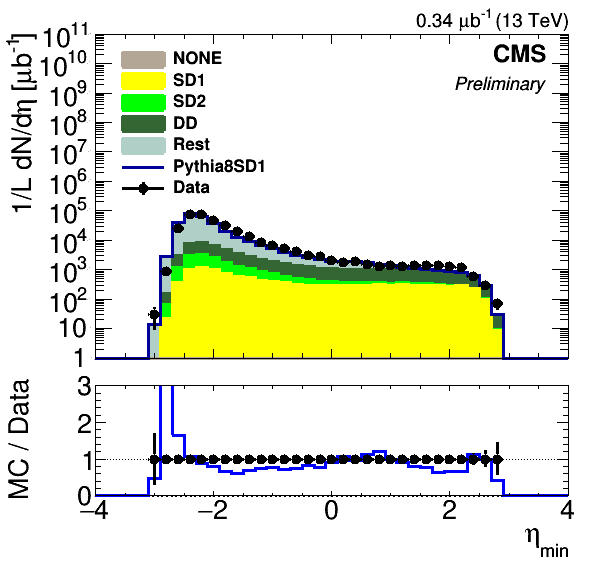 0.34 μb⁻¹ (13 TeV)
1/L dN/dη [μb⁻¹]
10¹¹
10¹⁰
10⁹
10⁸
10⁷
10⁶
10⁵
10⁴
10³
10²
10
1
CMS
Preliminary
NONE
SD1
SD2
DD
Rest
Pythia8SD1
Data
MC / Data
3
2
1
0
−4
−2
0
2
4
η_min